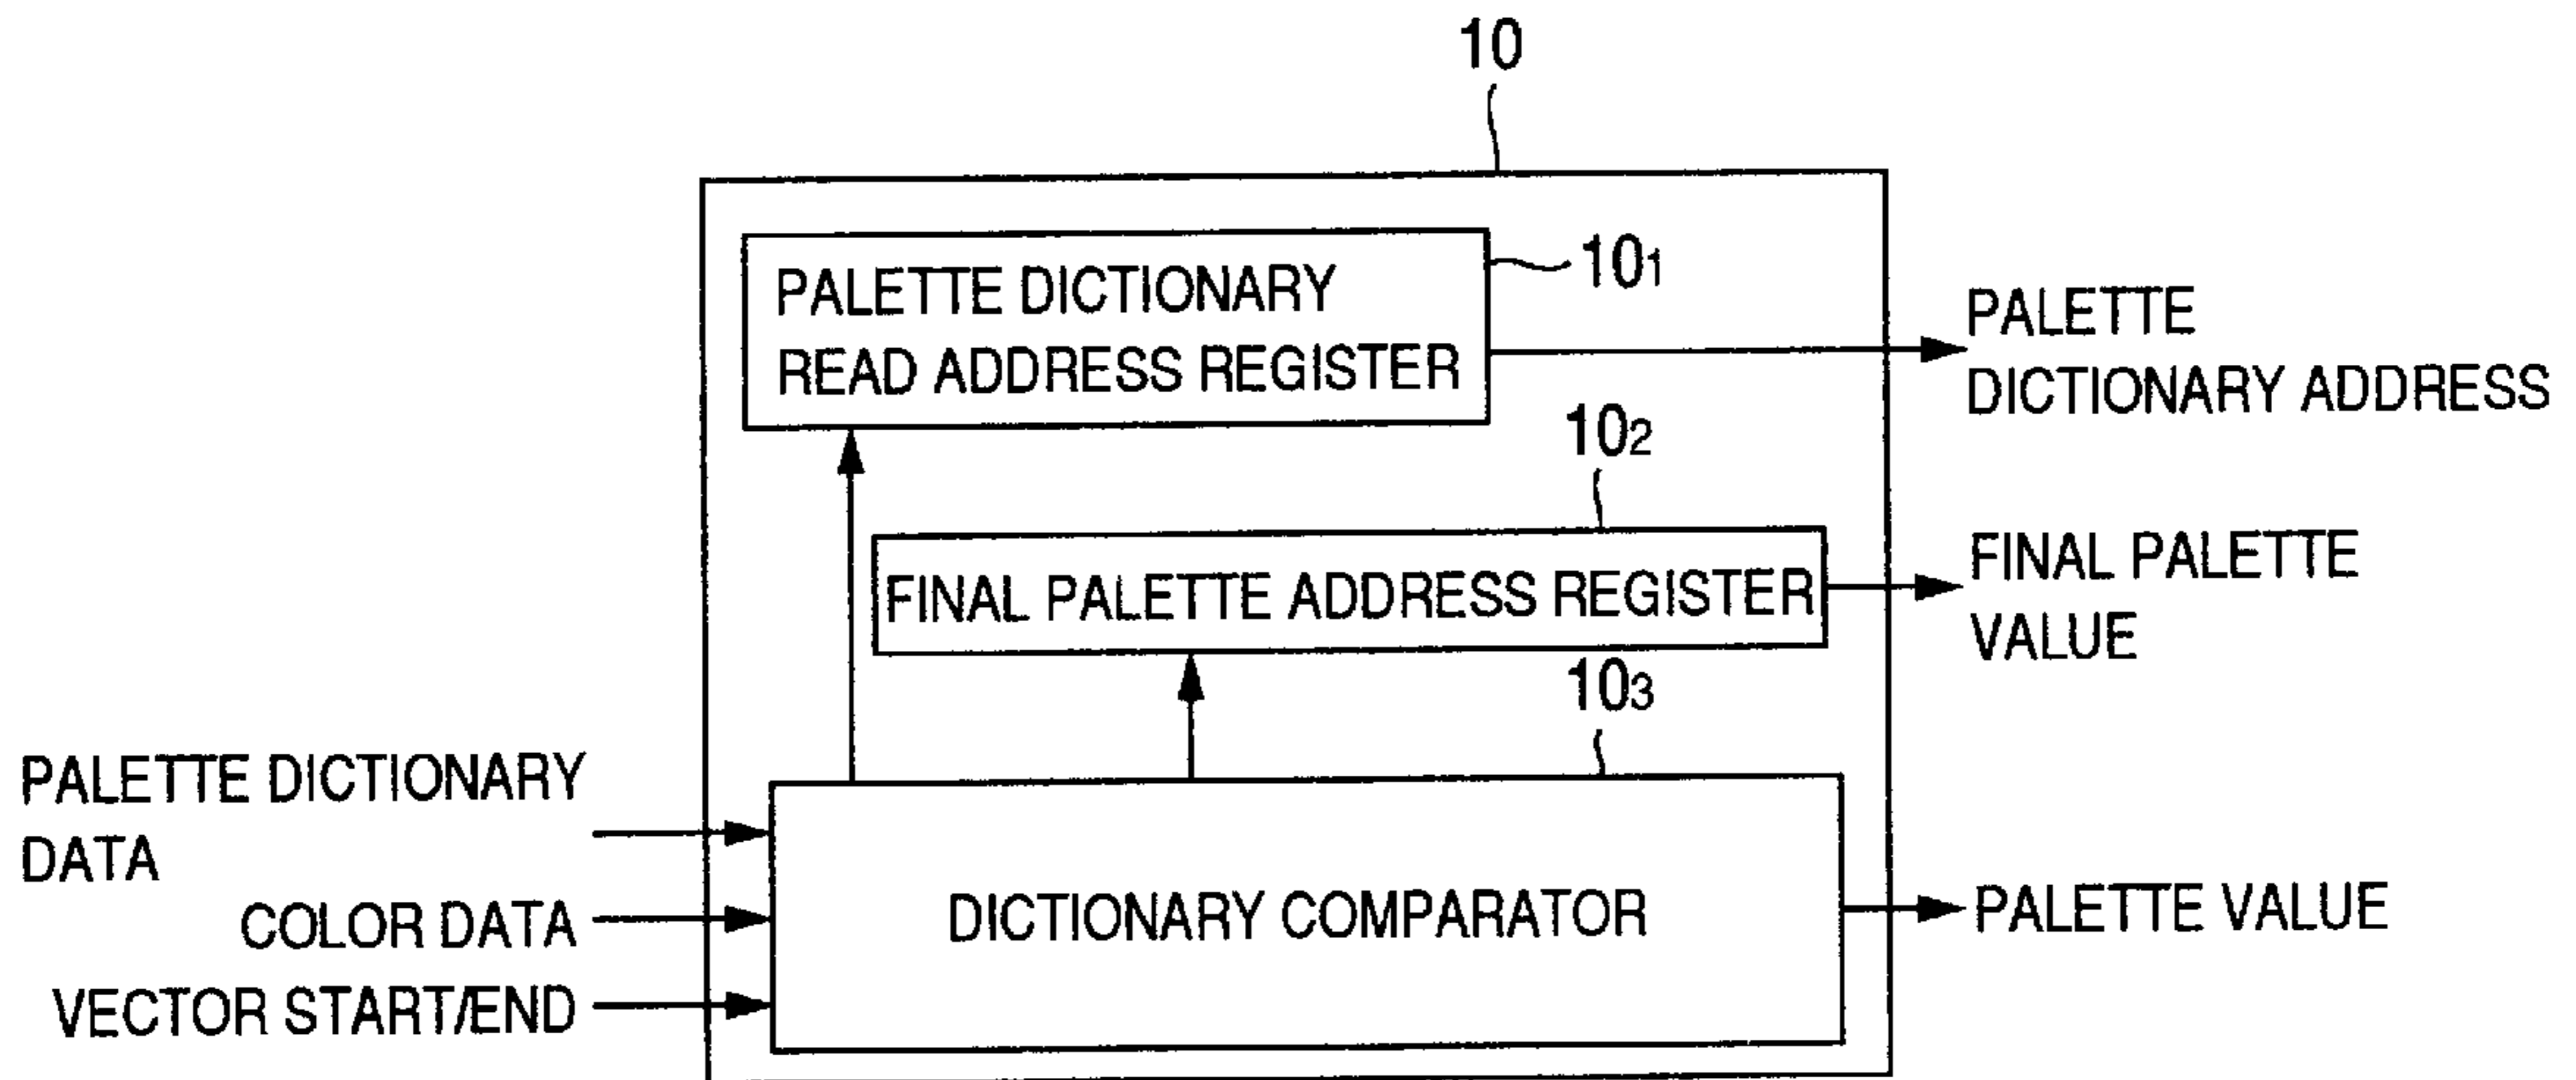 10
PALETTE DICTIONARY
READ ADDRESS REGISTER
101
PALETTE
DICTIONARY ADDRESS
102
FINAL PALETTE ADDRESS REGISTER
FINAL PALETTE
VALUE
103
PALETTE DICTIONARY
DATA
COLOR DATA
VECTOR START/END
DICTIONARY COMPARATOR
PALETTE VALUE